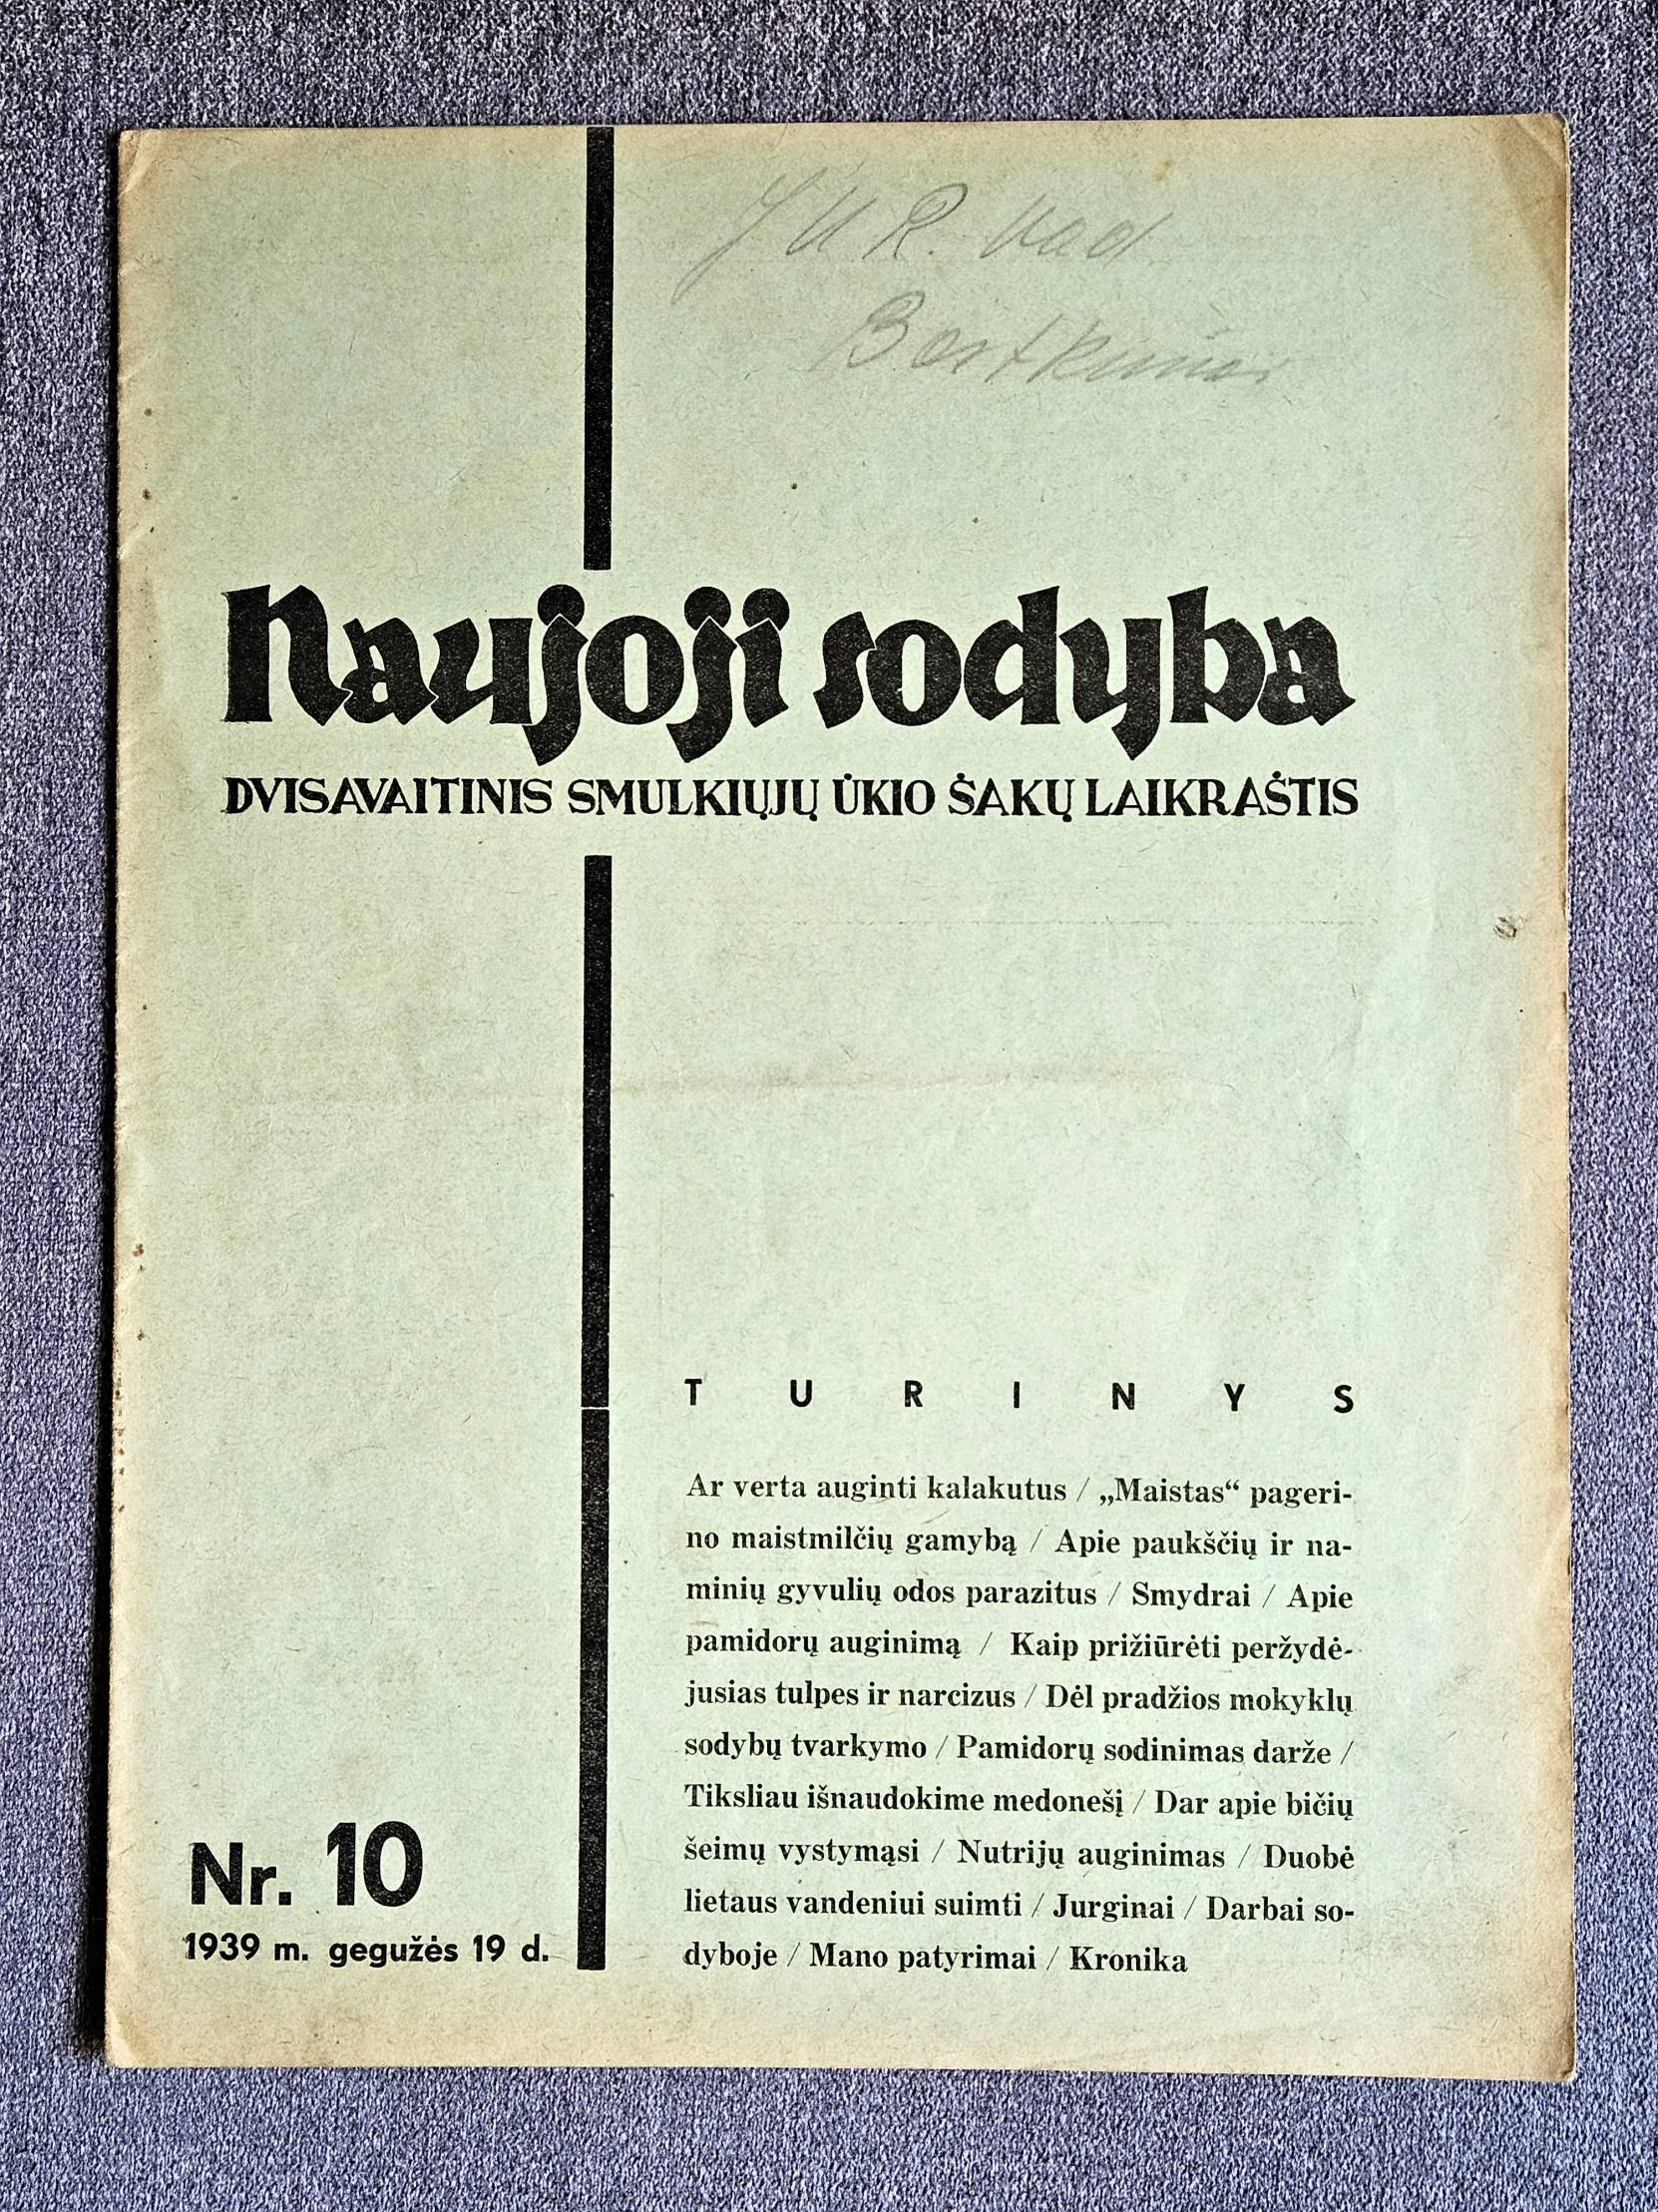 J U R. Vad.
Naujoji sodyba
DVISAVAITINIS SMULKIŲJŲ ŪKIO ŠAKŲ LAIKRAŠTIS
TURINYS
Ar verta auginti kalakutus / „Maistas“ pageri-
no maistmilčių gamybą / Apie paukščių ir na-
minių gyvulių odos parazitus / Smydrai / Apie
pamidorų auginimą / Kaip prižiūrėti peržydė-
jusias tulpes ir narcizus / Dėl pradžios mokyklų
sodybų tvarkymo / Pamidorų sodinimas darže /
Tiksliau išnaudokime medonešį / Dar apie bičių
šeimų vystymąsi / Nutrijų auginimas / Duobė
lietaus vandeniui suimti / Jurginai / Darbai so-
dyboje / Mano patyrimai / Kronika
Nr. 10
1939 m. gegužės 19 d.